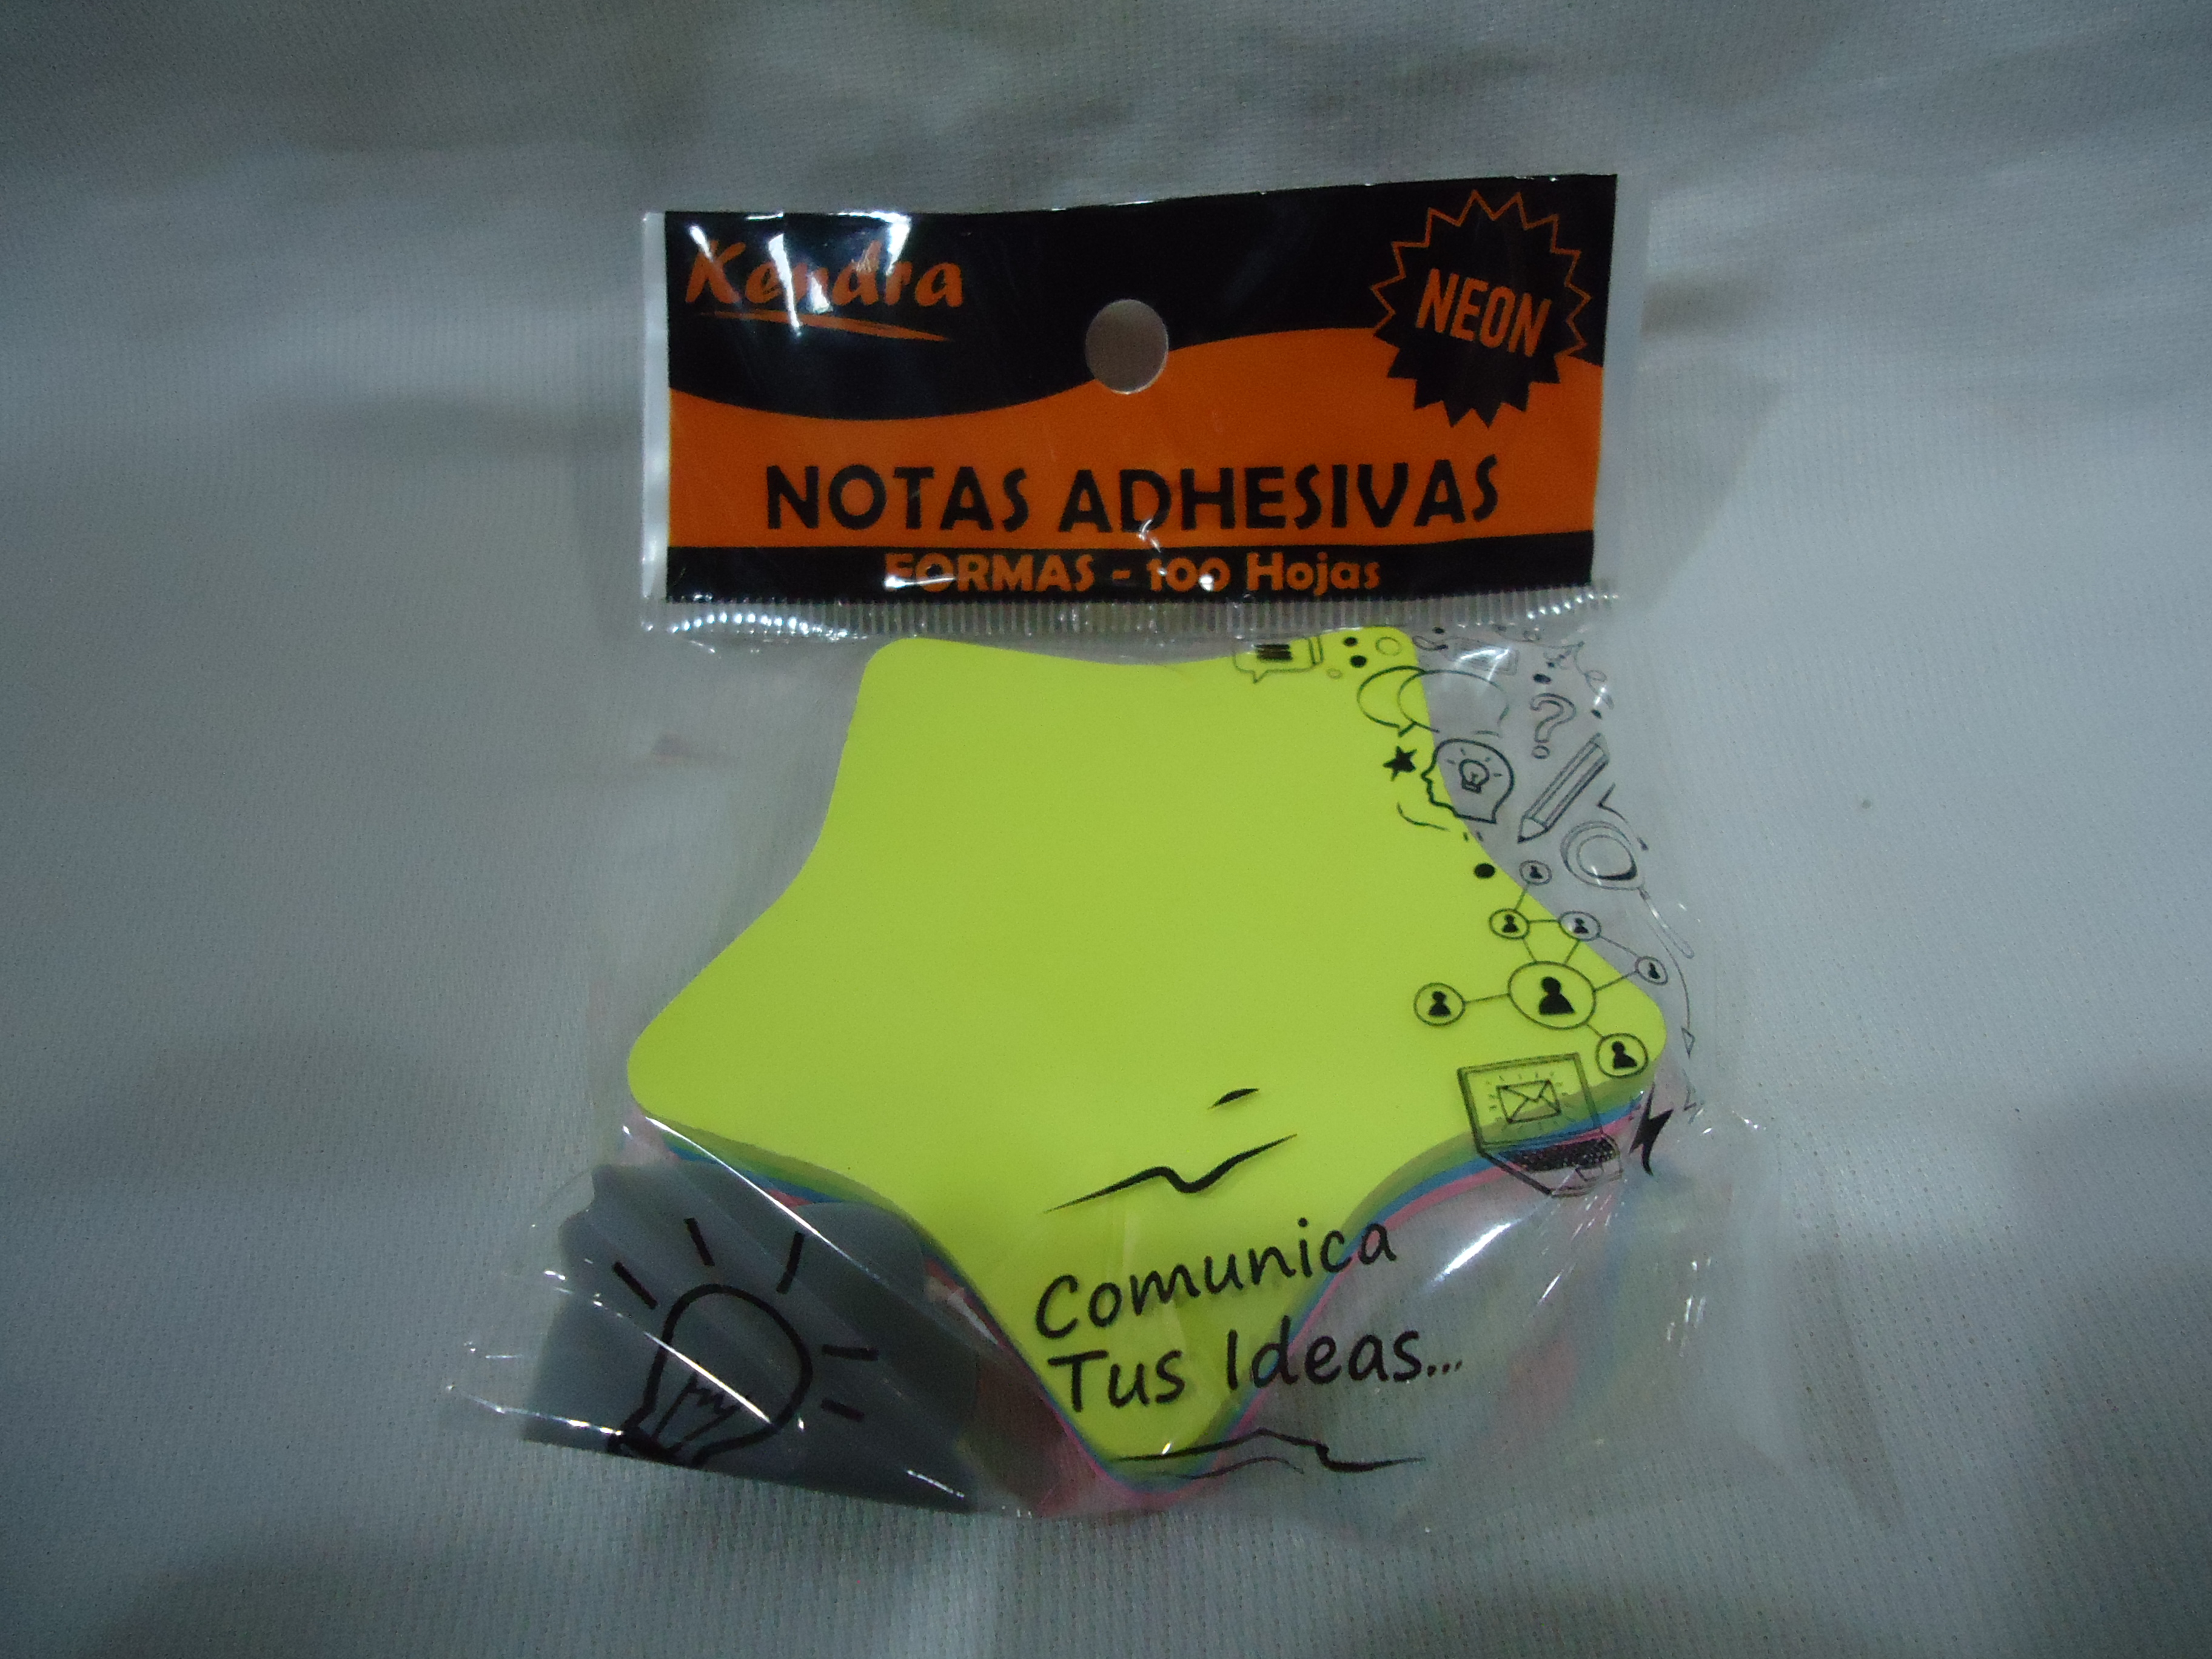 Kendra
NEON
NOTAS ADHESIVAS
FORMAS - 100 Hojas
?
Comunica
Tus Ideas...